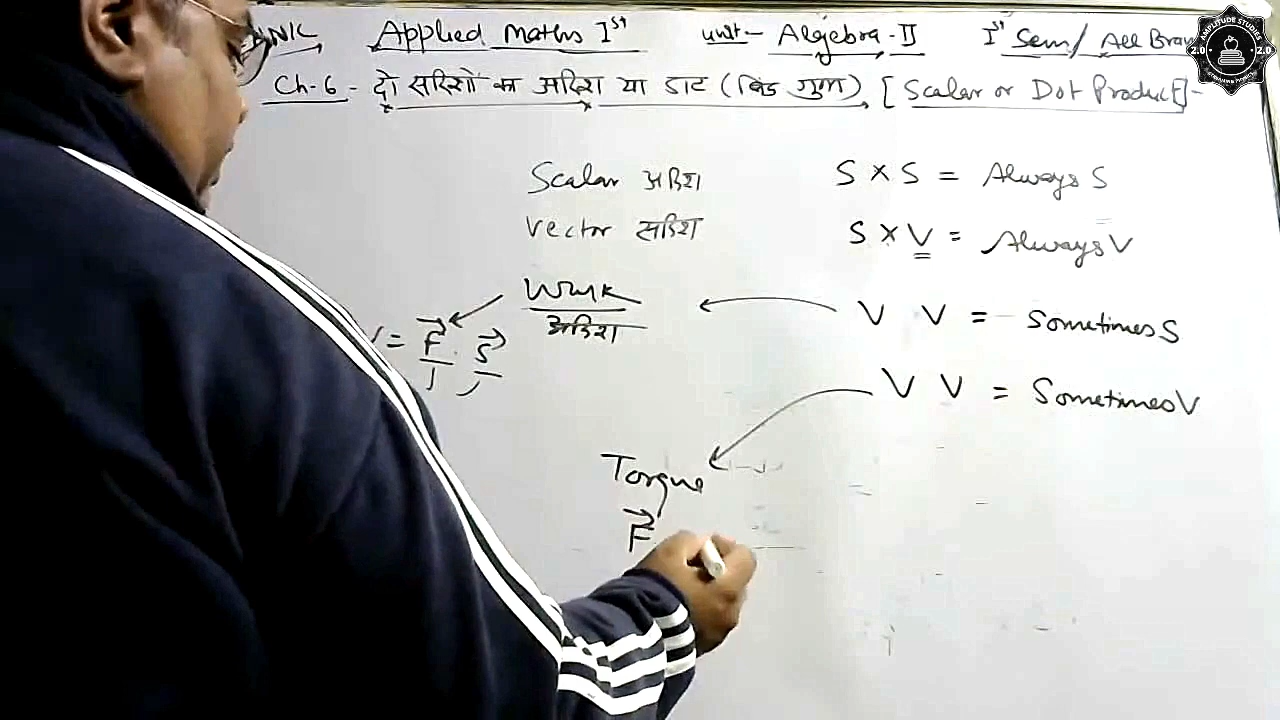 Applied Maths Ist unit- Algebra-II Ist Sem/ All Bran
Ch-6 - दो सदिशों का अदिश या डाट (बिंदु गुणन) [Scalar or Dot Product]-
Scalar अदिश
S X S = Always S
Vector सदिश
S X V = Always V
Work
अदिश
V V = Sometimes S
= F . S
V V = Sometimes V
Torque
F